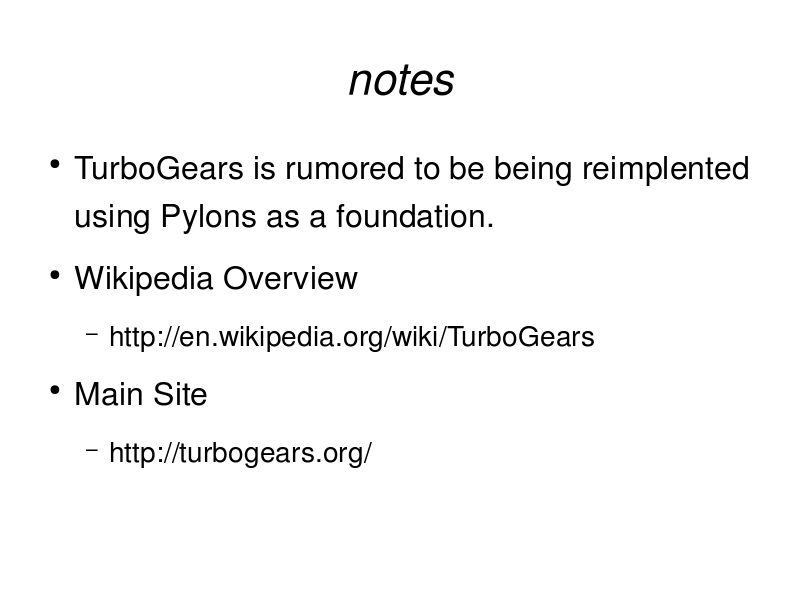 notes
• TurboGears is rumored to be being reimplented
using Pylons as a foundation.
• Wikipedia Overview
– http://en.wikipedia.org/wiki/TurboGears
• Main Site
– http://turbogears.org/